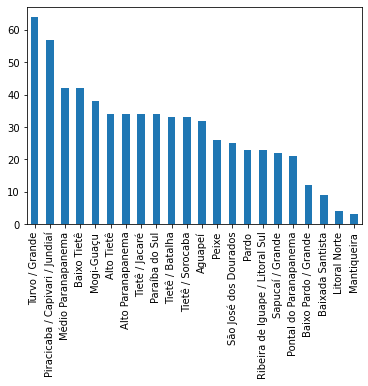 60
50
40
30
20
10
0
Turvo / Grande
Piracicaba / Capivari / Jundiaí
Médio Paranapanema
Baixo Tietê
Mogi-Guaçu
Alto Tietê
Alto Paranapanema
Tietê / Jacaré
Paraíba do Sul
Tietê / Batalha
Tietê / Sorocaba
Aguapeí
Peixe
São José dos Dourados
Pardo
Ribeira de Iguape / Litoral Sul
Sapucaí / Grande
Pontal do Paranapanema
Baixo Pardo / Grande
Baixada Santista
Litoral Norte
Mantiqueira